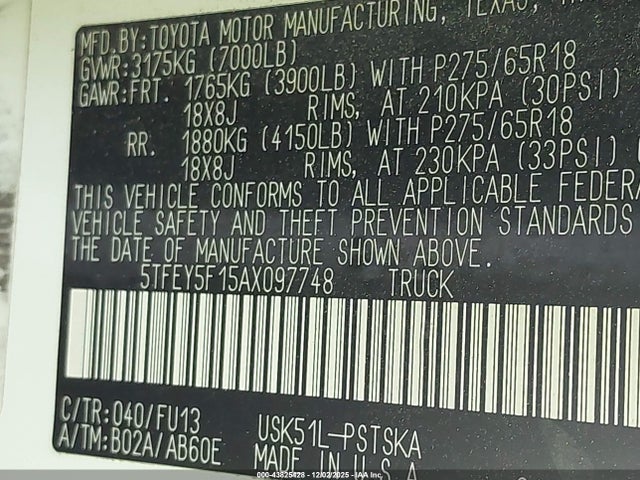 MFD.BY:TOYOTA MOTOR MANUFACTURING, TEXAS,
GVWR:3175KG (7000LB)
GAWR:FRT. 1765KG (3900LB) WITH P275/65R18
18X8J RIMS, AT 210KPA (30PSI)
RR. 1880KG (4150LB) WITH P275/65R18
18X8J RIMS, AT 230KPA (33PSI)
THIS VEHICLE CONFORMS TO ALL APPLICABLE FEDERA
VEHICLE SAFETY AND THEFT PREVENTION STANDARDS
THE DATE OF MANUFACTURE SHOWN ABOVE.
5TFEY5F15AX097748 TRUCK
C/TR:040/FU13 USK51L-PSTSKA
A/TM:B02A/AB60E MADE IN U.S.A
000-43825428 - 12/02/2025 - IAAI, Inc.